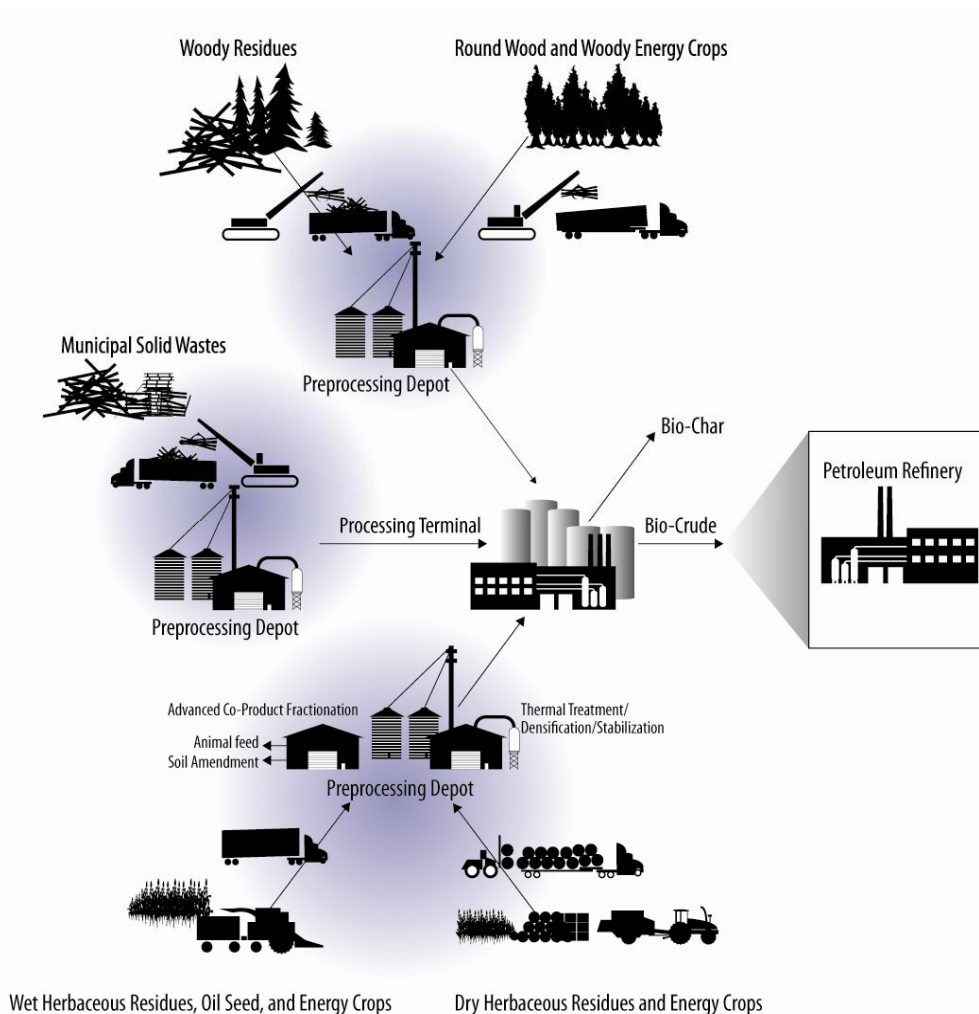 Woody Residues
Round Wood and Woody Energy Crops
Municipal Solid Wastes
Preprocessing Depot
Bio-Char
Petroleum Refinery
Processing Terminal
Bio-Crude
Preprocessing Depot
Advanced Co-Product Fractionation
Thermal Treatment/
Densification/Stabilization
Animal feed
Soil Amendment
Preprocessing Depot
Wet Herbaceous Residues, Oil Seed, and Energy Crops
Dry Herbaceous Residues and Energy Crops